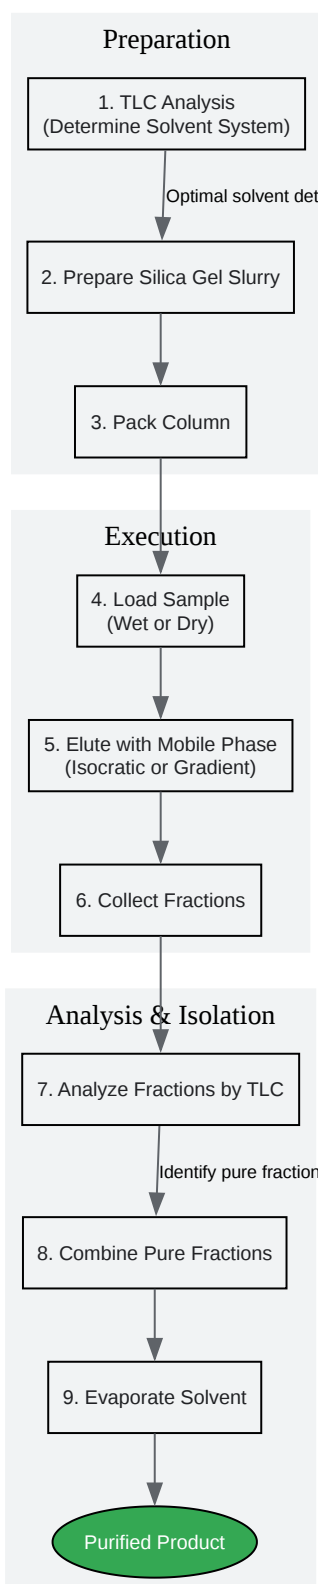 Preparation
1. TLC Analysis
(Determine Solvent System)
Optimal solvent det
2. Prepare Silica Gel Slurry
3. Pack Column
Execution
4. Load Sample
(Wet or Dry)
5. Elute with Mobile Phase
(Isocratic or Gradient)
6. Collect Fractions
Analysis & Isolation
7. Analyze Fractions by TLC
Identify pure fraction
8. Combine Pure Fractions
9. Evaporate Solvent
Purified Product